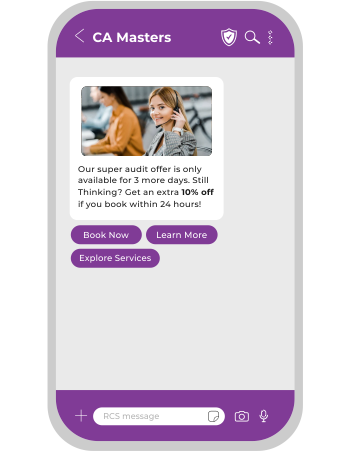 CA Masters
Our super audit offer is only
available for 3 more days. Still
Thinking? Get an extra 10% off
if you book within 24 hours!
Book Now
Learn More
Explore Services
RCS message